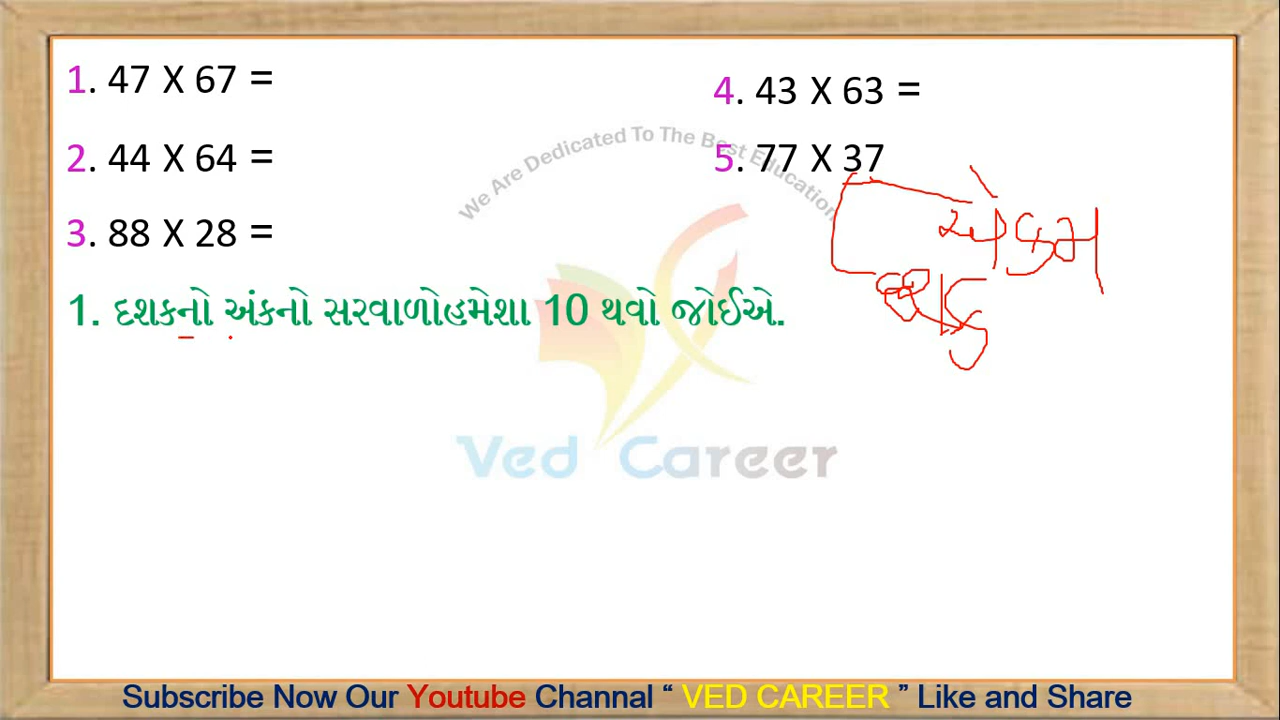 1. 47 X 67 =
2. 44 X 64 =
3. 88 X 28 =
4. 43 X 63 =
5. 77 X 37
We Are Dedicated To The Best Education
1. દશકનો અંકનો સરવાળોહમેશા 10 થવો જોઈએ.
Ved Career
Subscribe Now Our Youtube Channal “ VED CAREER ” Like and Share